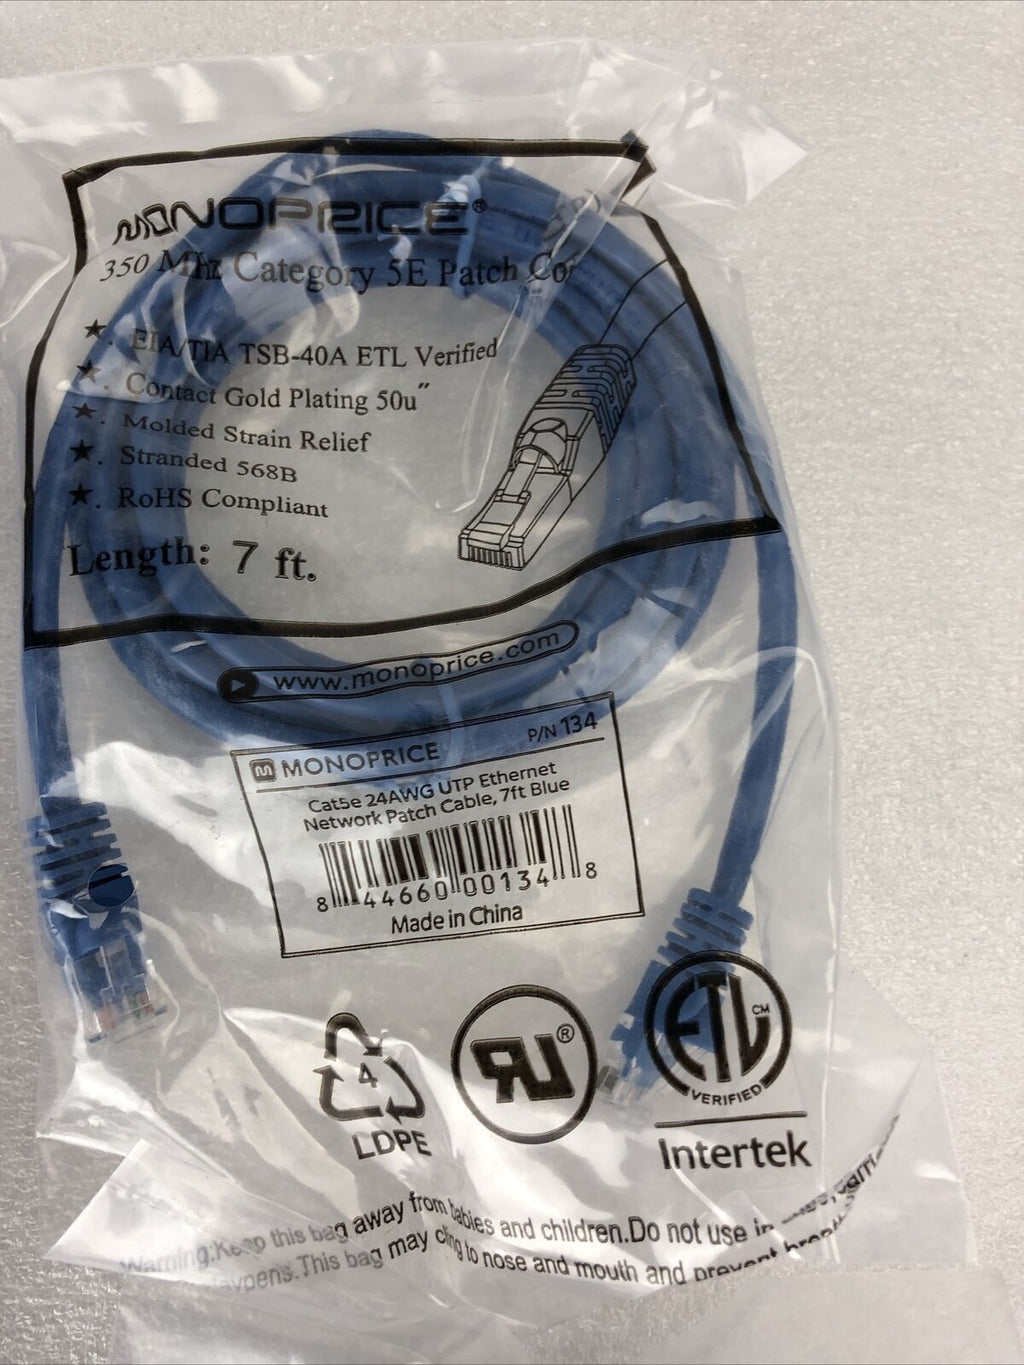 MONOPRICE®
350 MHz Category 5E Patch
★. EIA/TIA TSB-40A ETL Verified
★. Contact Gold Plating 50u"
★. Molded Strain Relief
★. Stranded 568B
★. RoHS Compliant
Length: 7 ft.
www.monoprice.com
MONOPRICE P/N 134
Cat5e 24AWG UTP Ethernet
Network Patch Cable, 7ft Blue
8 44660 00134 8
Made in China
4
LDPE
RU®
ETL CM
VERIFIED
Intertek
Warning:Keep this bag away from babies and children.Do not use in
This bag may cling to nose and mouth and prevent